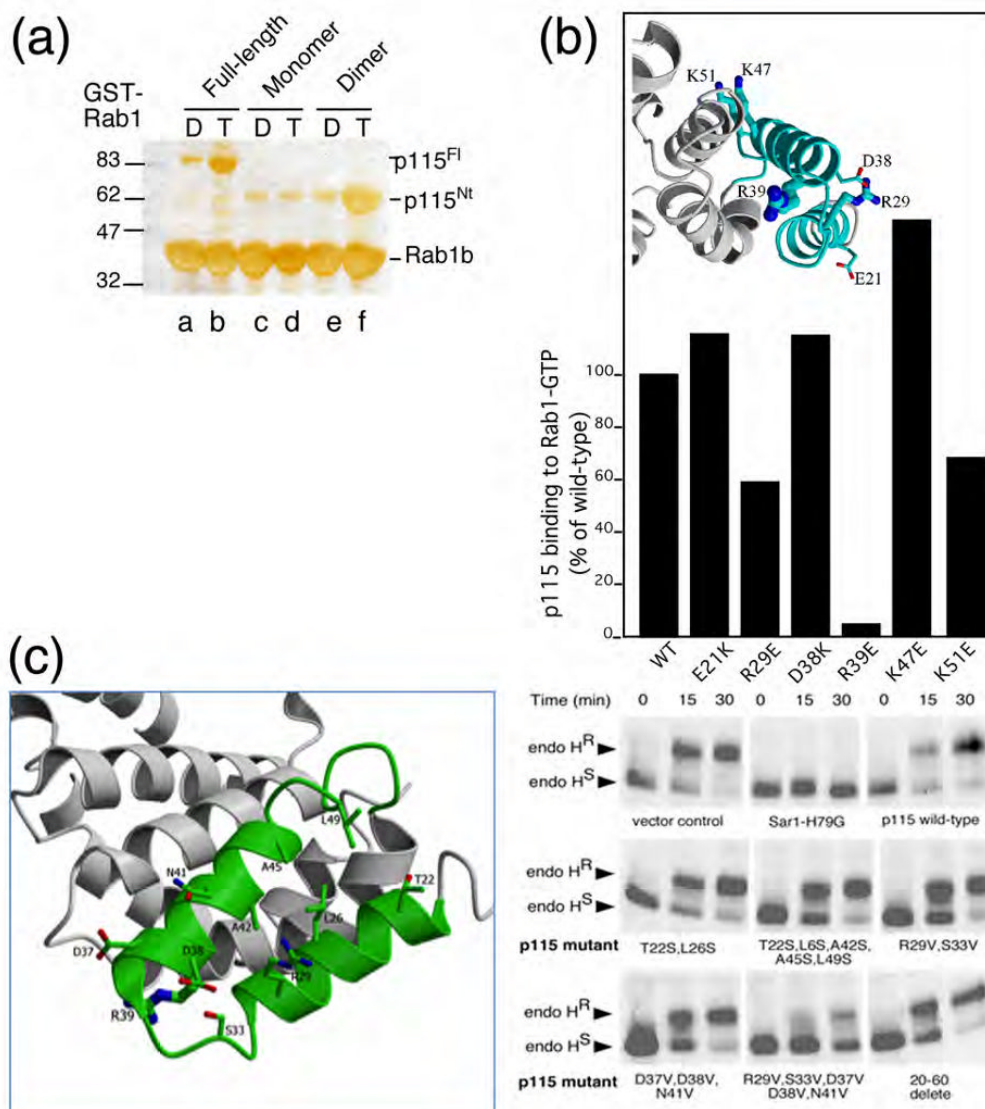 (a)
Full-length
Monomer
Dimer
GST-
Rab1
D T D T D T
83
62
47
32
p115Fl
p115Nt
Rab1b
a b c d e f
(b)
K51
K47
D38
R39
R29
E21
p115 binding to Rab1-GTP
(% of wild-type)
100
80
60
40
20
0
WT
E21K
R29E
D38K
R39E
K47E
K51E
(c)
L49
N41
A45
T22
L26
A42
D37
D38
R29
R39
S33
Time (min) 0 15 30 0 15 30 0 15 30
endo HR
endo HS
vector control Sar1-H79G p115 wild-type
endo HR
endo HS
p115 mutant T22S,L26S T22S,L6S,A42S, R29V,S33V
A45S,L49S
endo HR
endo HS
p115 mutant D37V,D38V, R29V,S33V,D37V 20-60
N41V D38V,N41V delete